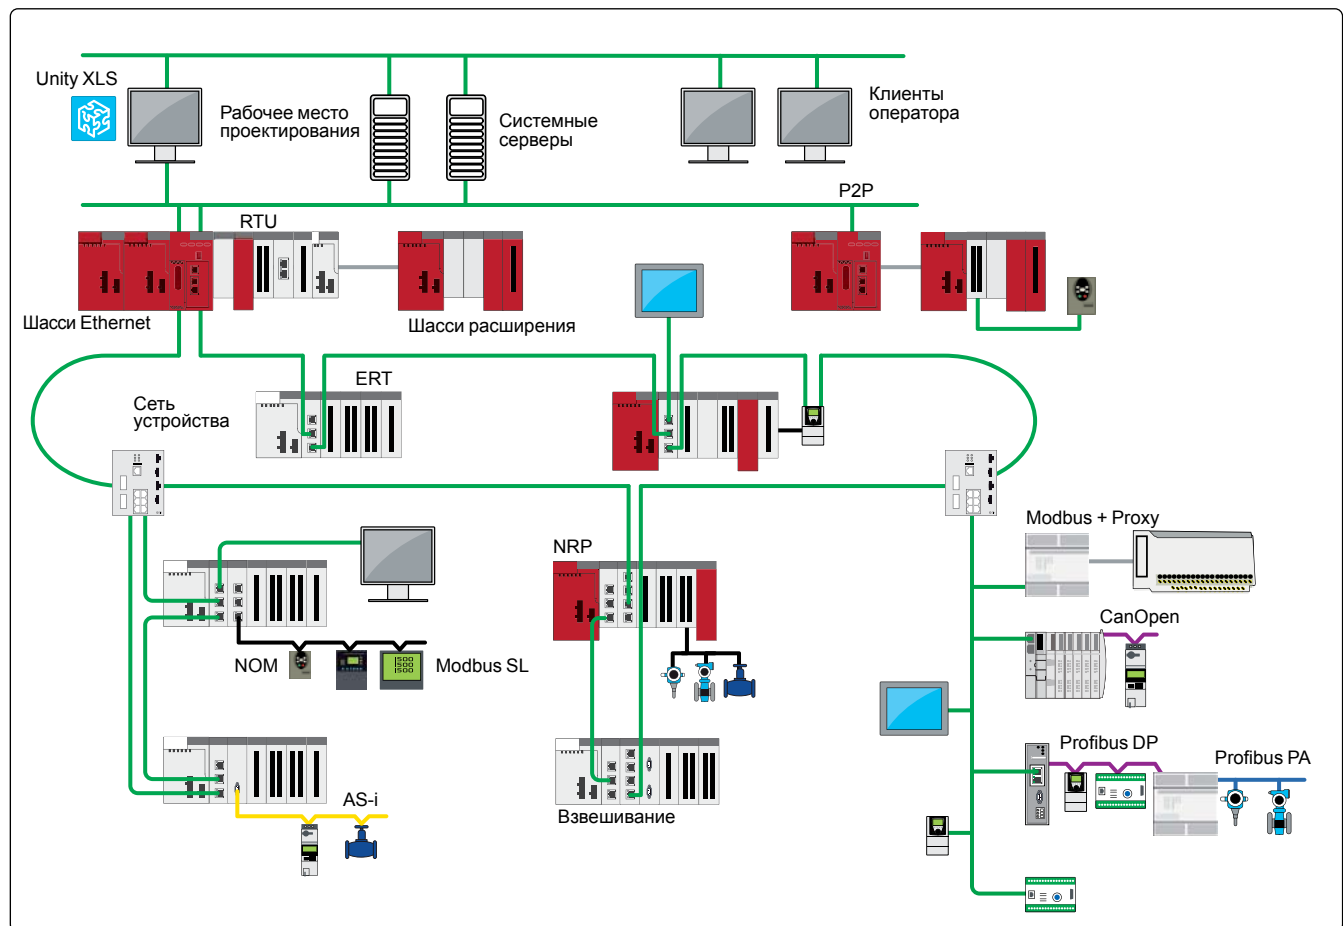 Unity XLS
Рабочее место
проектирования
Системные
серверы
Клиенты
оператора
P2P
RTU
Шасси Ethernet
Шасси расширения
ERT
Сеть
устройства
Modbus + Proxy
NRP
CanOpen
NOM
Modbus SL
Profibus DP
Profibus PA
AS-i
Взвешивание